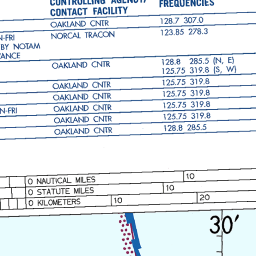 CONTROLLING AGENCY/
CONTACT FACILITY
FREQUENCIES
OAKLAND CNTR 128.7 307.0
N-FRI NORCAL TRACON 123.85 278.3
BY NOTAM
VANCE
OAKLAND CNTR 128.8 285.5 (N, E)
125.75 319.8 (S, W)
OAKLAND CNTR 125.75 319.8
OAKLAND CNTR 125.75 319.8
N-FRI OAKLAND CNTR 125.75 319.8
OAKLAND CNTR 125.75 319.8
OAKLAND CNTR 128.8 285.5
0 NAUTICAL MILES 10
0 STATUTE MILES 10
0 KILOMETERS 10 20
30'